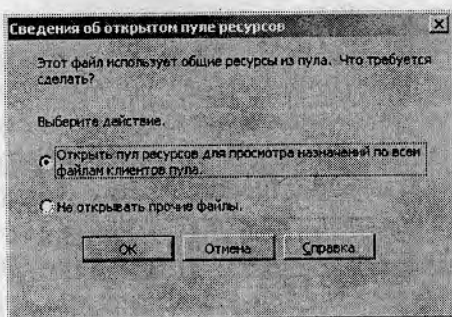 Сведения об открытом пуле ресурсов
Этот файл использует общие ресурсы из пула. Что требуется
сделать?
Выберите действие.
Открыть пул ресурсов для просмотра назначений по всем
файлам клиентов пула.
Не открывать прочие файлы.
ОК
Отмена
Справка